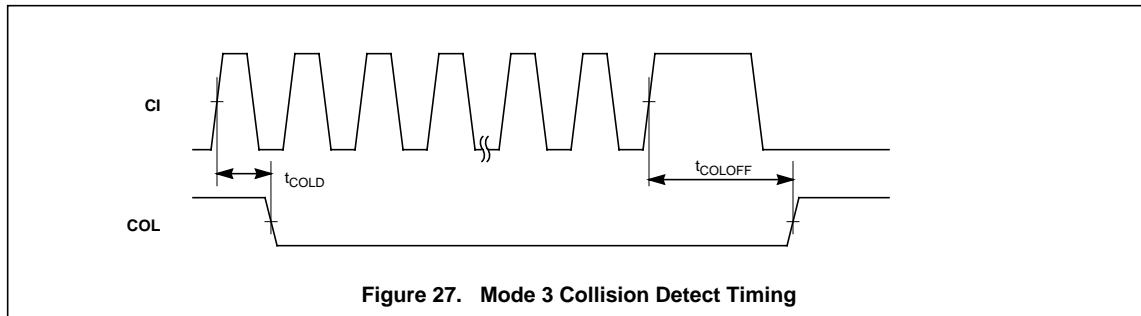 CI
tCOLD
tCOLOFF
COL
Figure 27. Mode 3 Collision Detect Timing